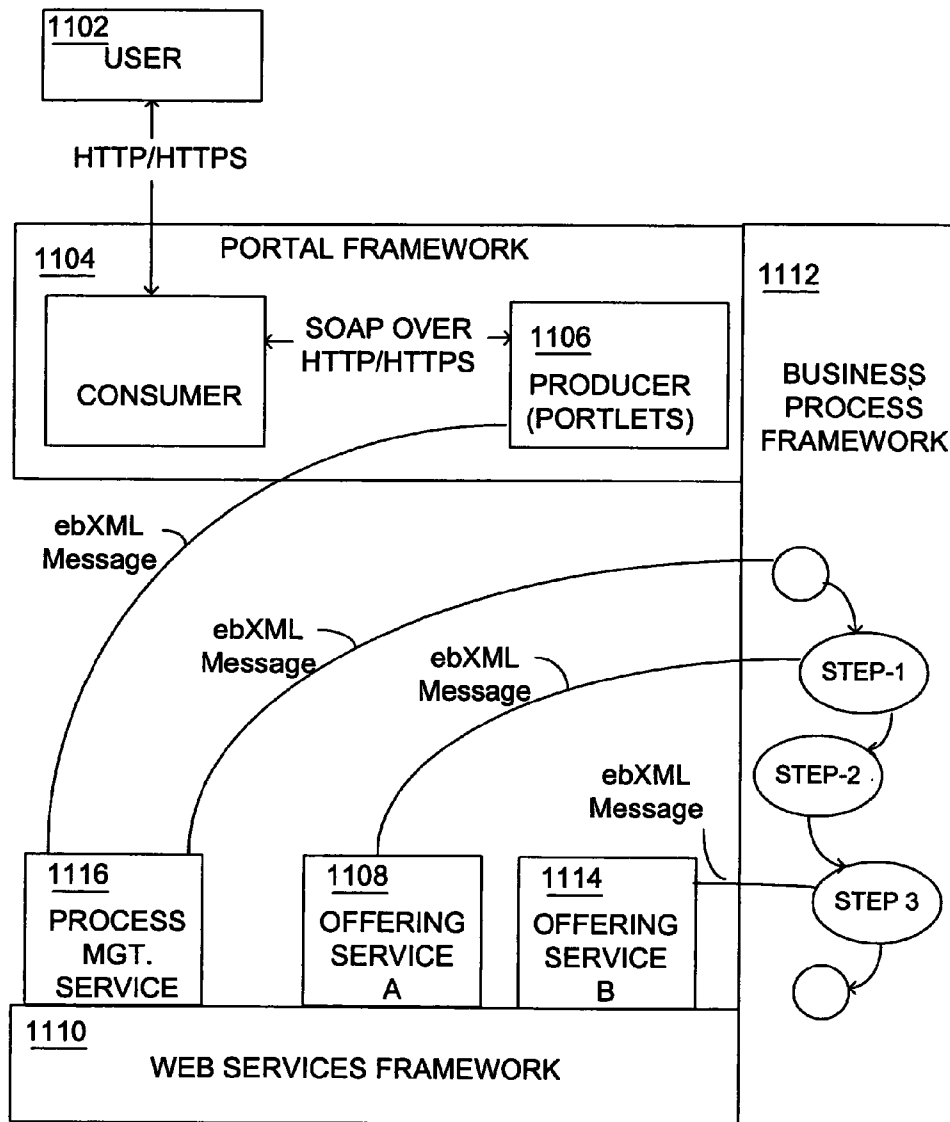 1102
USER
HTTP/HTTPS
PORTAL FRAMEWORK
1104
CONSUMER
SOAP OVER
HTTP/HTTPS
1106
PRODUCER
(PORTLETS)
1112
BUSINESS
PROCESS
FRAMEWORK
ebXML
Message
ebXML
Message
ebXML
Message
ebXML
Message
STEP-1
STEP-2
STEP 3
1116
PROCESS
MGT.
SERVICE
1108
OFFERING
SERVICE
A
1114
OFFERING
SERVICE
B
1110
WEB SERVICES FRAMEWORK